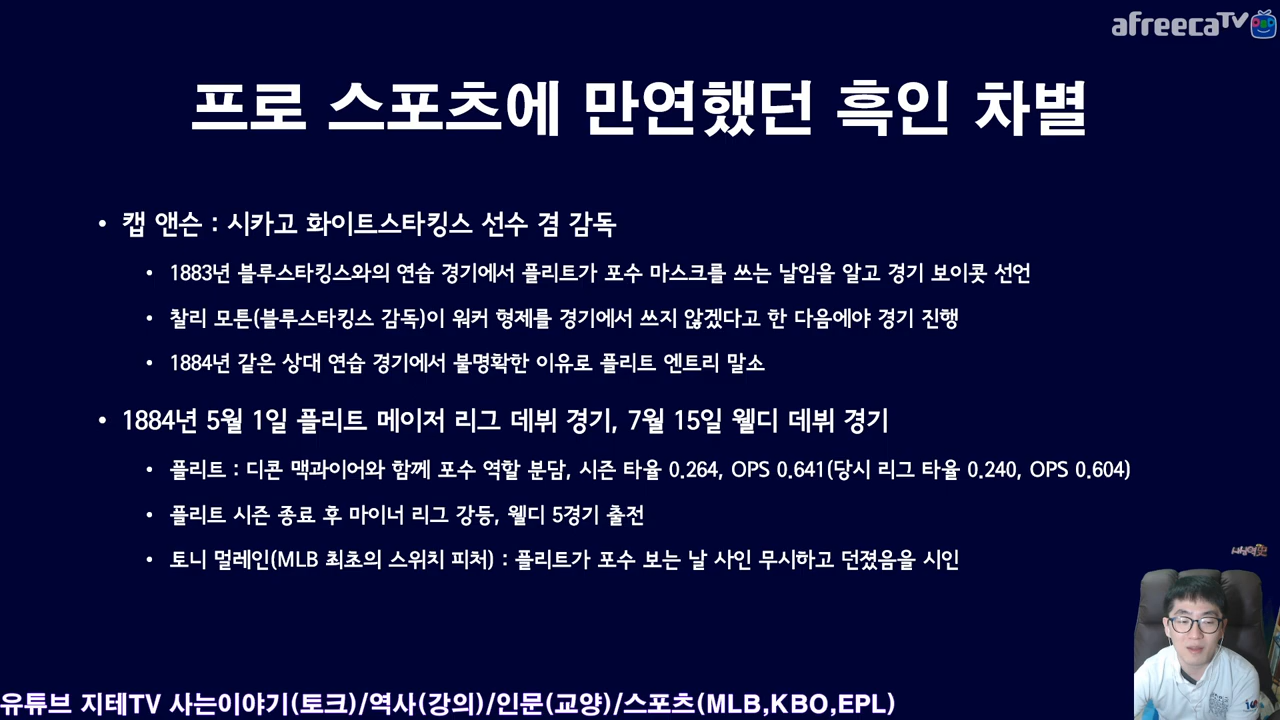 afreecaTV
프로 스포츠에 만연했던 흑인 차별
• 캡 앤슨 : 시카고 화이트스타킹스 선수 겸 감독
• 1883년 블루스타킹스와의 연습 경기에서 플리트가 포수 마스크를 쓰는 날임을 알고 경기 보이콧 선언
• 찰리 모튼(블루스타킹스 감독)이 워커 형제를 경기에서 쓰지 않겠다고 한 다음에야 경기 진행
• 1884년 같은 상대 연습 경기에서 불명확한 이유로 플리트 엔트리 말소
• 1884년 5월 1일 플리트 메이저 리그 데뷔 경기, 7월 15일 웰디 데뷔 경기
• 플리트 : 디콘 맥과이어와 함께 포수 역할 분담, 시즌 타율 0.264, OPS 0.641(당시 리그 타율 0.240, OPS 0.604)
• 플리트 시즌 종료 후 마이너 리그 강등, 웰디 5경기 출전
• 토니 멀레인(MLB 최초의 스위치 피처) : 플리트가 포수 보는 날 사인 무시하고 던졌음을 시인
유튜브 지테TV 사는이야기(토크)/역사(강의)/인문(교양)/스포츠(MLB,KBO,EPL)